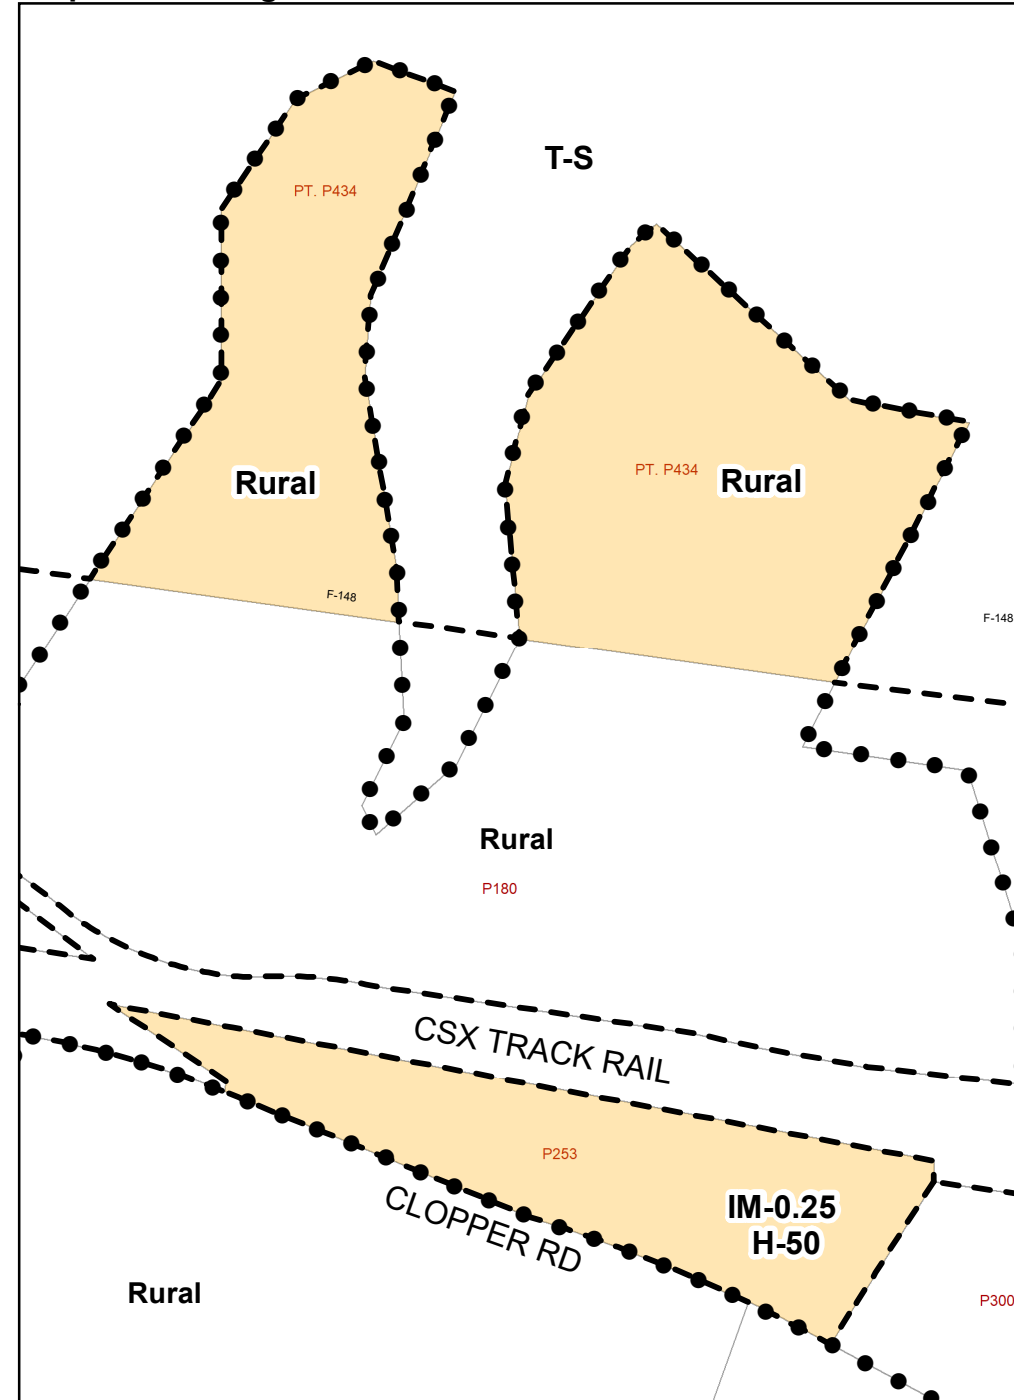 T-S
PT. P434
PT. P434
Rural
Rural
F-148
F-148
Rural
P180
CSX TRACK RAIL
P253
CLOPPER RD
IM-0.25
H-50
Rural
P300